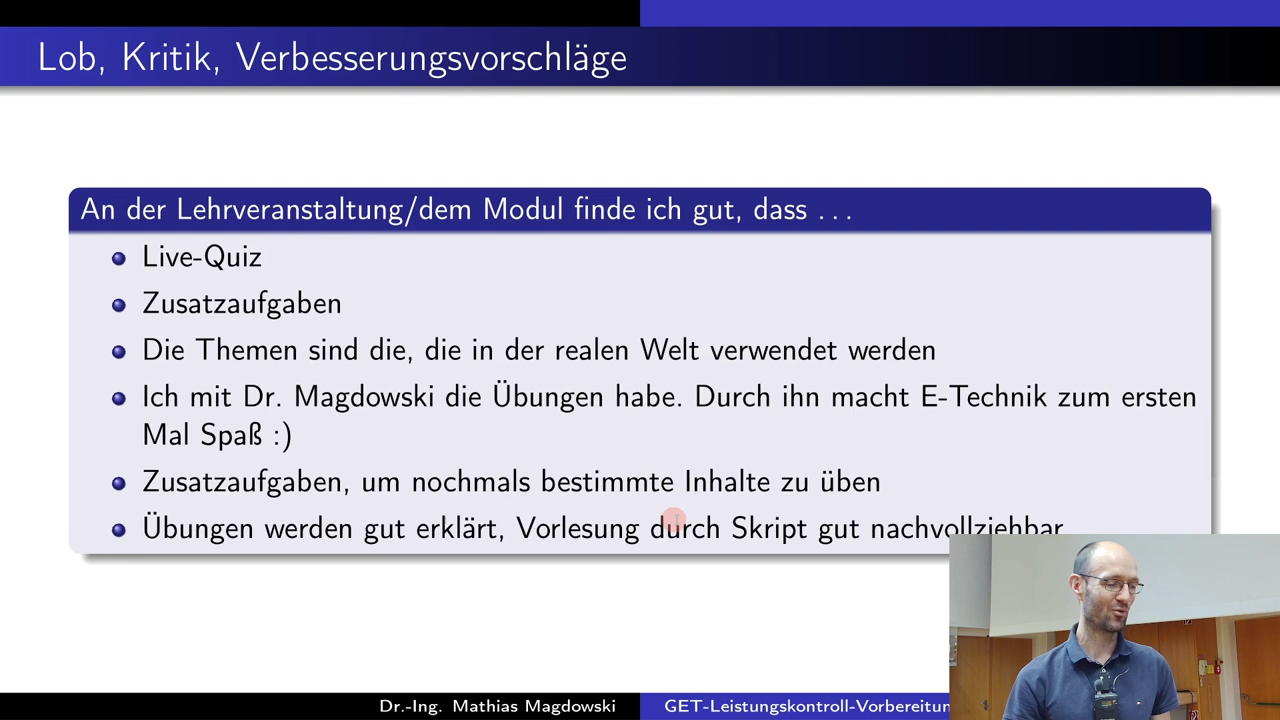 Lob, Kritik, Verbesserungsvorschläge
An der Lehrveranstaltung/dem Modul finde ich gut, dass . . .
Live-Quiz
Zusatzaufgaben
Die Themen sind die, die in der realen Welt verwendet werden
Ich mit Dr. Magdowski die Übungen habe. Durch ihn macht E-Technik zum ersten
Mal Spaß :)
Zusatzaufgaben, um nochmals bestimmte Inhalte zu üben
Übungen werden gut erklärt, Vorlesung durch Skript gut nachvollziehbar
Dr.-Ing. Mathias Magdowski
GET-Leistungskontroll-Vorbereitun